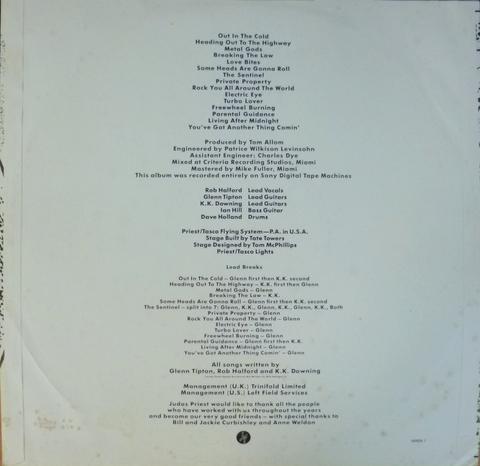 Out In The Cold
Heading Out To The Highway
Metal Gods
Breaking The Law
Love Bites
Some Heads Are Gonna Roll
The Sentinel
Private Property
Rock You All Around The World
Electric Eye
Turbo Lover
Freewheel Burning
Parental Guidance
Living After Midnight
You've Got Another Thing Comin'
Produced by Tom Allom
Engineered by Patrice Wilkison Levinsohn
Assistant Engineer: Charles Dye
Mixed at Criteria Recording Studios, Miami
Mastered by Mike Fuller, Miami
This album was recorded entirely on Sony Digital Tape Machines
Rob Halford Lead Vocals
Glenn Tipton Lead Guitars
K.K. Downing Lead Guitars
Ian Hill Bass Guitar
Dave Holland Drums
Priest/Tasco Flying System—P.A. in U.S.A.
Stage Built by Tate Towers
Stage Designed by Tom McPhillips
Priest/Tasco Lights
Lead Breaks
Out In The Cold – Glenn first then K.K. second
Heading Out To The Highway – K.K. first then Glenn
Metal Gods – Glenn
Breaking The Law – K.K.
Some Heads Are Gonna Roll – Glenn first then K.K. second
The Sentinel – split into 7: Glenn, K.K., Glenn, K.K., Glenn, K.K., Both
Private Property – Glenn
Rock You All Around The World – Glenn
Electric Eye – Glenn
Turbo Lover – Glenn
Freewheel Burning – Glenn
Parental Guidance – Glenn first then K.K.
Living After Midnight – Glenn
You've Got Another Thing Comin' – Glenn
All songs written by
Glenn Tipton, Rob Halford and K.K. Downing
Management (U.K.) Trinifold Limited
Management (U.S.) Left Field Services
Judas Priest would like to thank all the people
who have worked with us throughout the years
and become our very good friends – with special thanks to
Bill and Jackie Curbishley and Anne Weldon